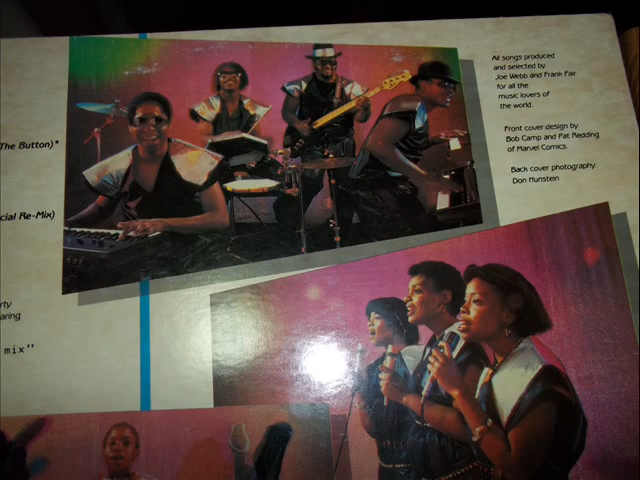 The Button)*
cial Re-Mix)
rty
aring
mix"
All songs produced
and selected by
Joe Webb and Frank Fair
for all the
music lovers of
the world.
Front cover design by
Bob Camp and Pat Redding
of Marvel Comics.
Back cover photography:
Don Hunstein